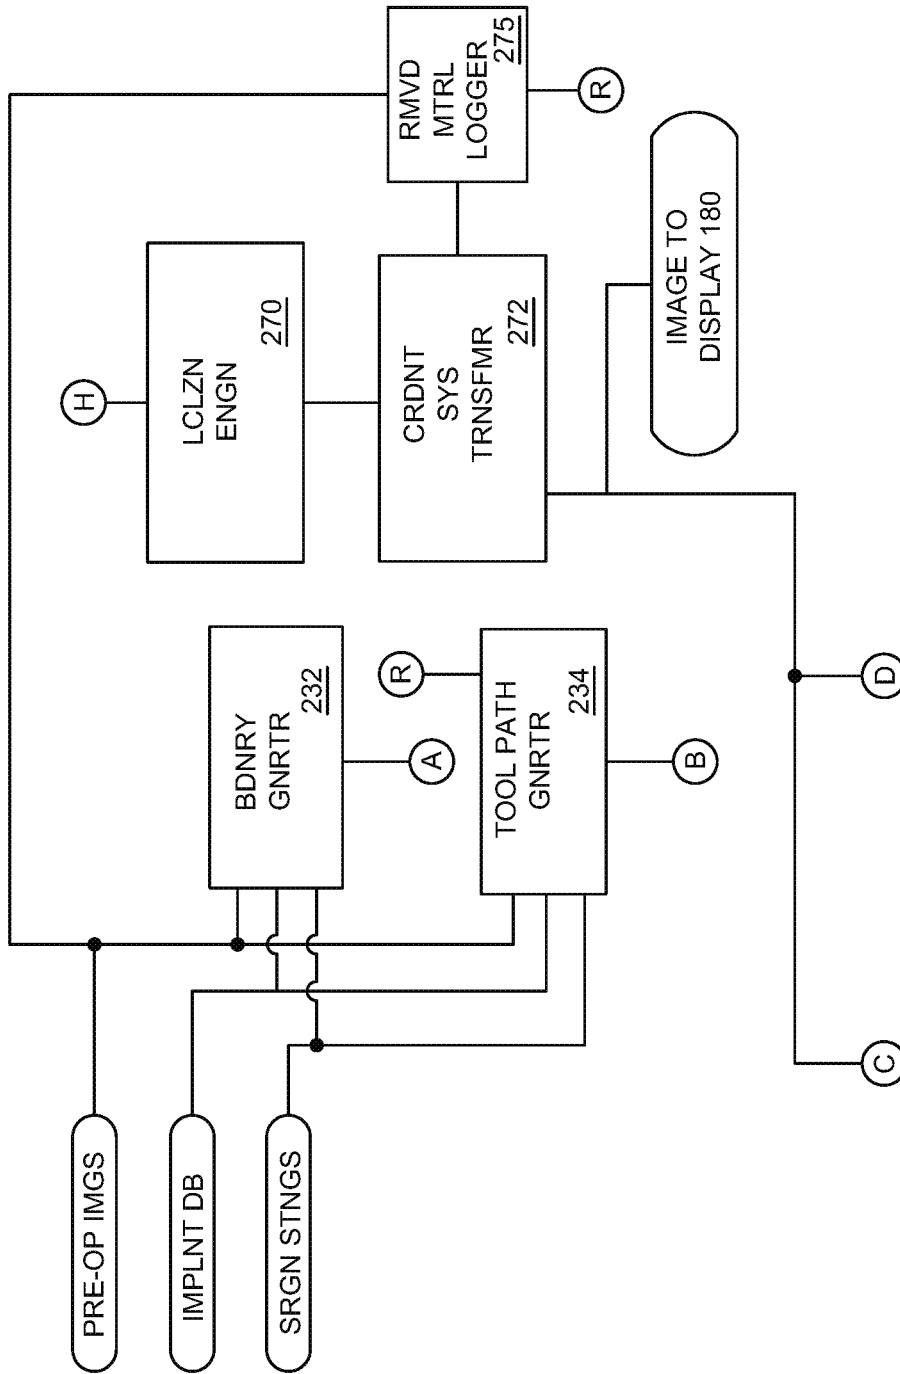 PRE-OP IMGS
IMPLNT DB
SRGN STNGS
BDNRY
GNRTR
232
A
TOOL PATH
GNRTR
234
R
B
H
LCLZN
ENGN
270
CRDNT
SYS
TRNSFMR
272
RMVD
MTRL
LOGGER
275
R
IMAGE TO
DISPLAY 180
C
D